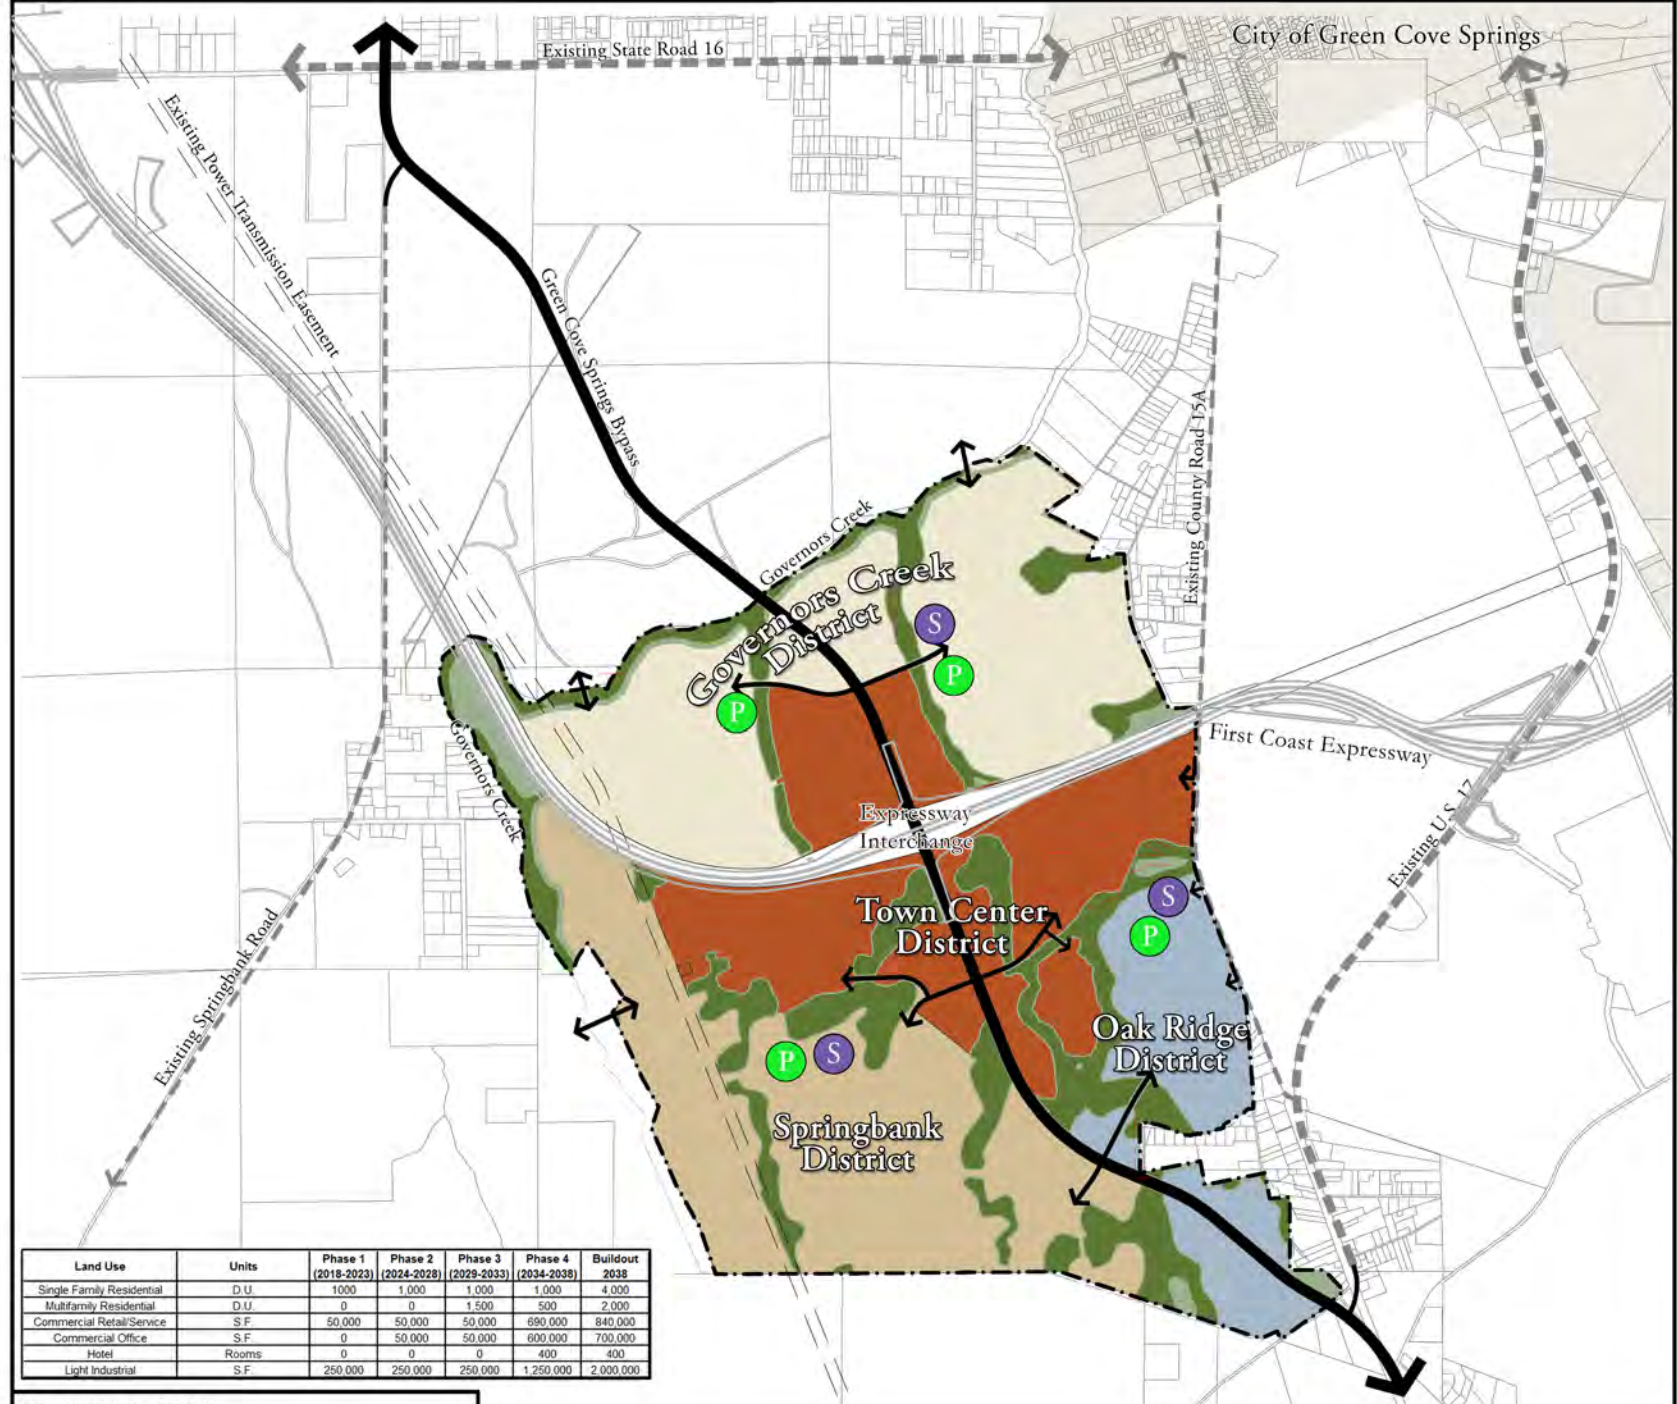 City of Green Cove Springs
Existing State Road 16
Existing Power Transmission Easement
Green Cove Springs Bypass
Existing County Road 15A
Governors Creek
Governors Creek
District
S
P
P
First Coast Expressway
Governors Creek
Expressway
Interchange
Existing U.S. 17
S
P
Town Center
District
Existing Springbank Road
Oak Ridge
District
P
S
Springbank
District
Land Use Units Phase 1 (2018-2023) Phase 2 (2024-2028) Phase 3 (2029-2033) Phase 4 (2034-2038) Buildout 2038
Single Family Residential D.U. 1000 1,000 1,000 1,000 4,000
Multifamily Residential D.U. 0 0 1,500 500 2,000
Commercial Retail/Service S.F. 50,000 50,000 50,000 690,000 840,000
Commercial Office S.F. 0 50,000 50,000 600,000 700,000
Hotel Rooms 0 0 0 400 400
Light Industrial S.F. 250,000 250,000 250,000 1,250,000 2,000,000